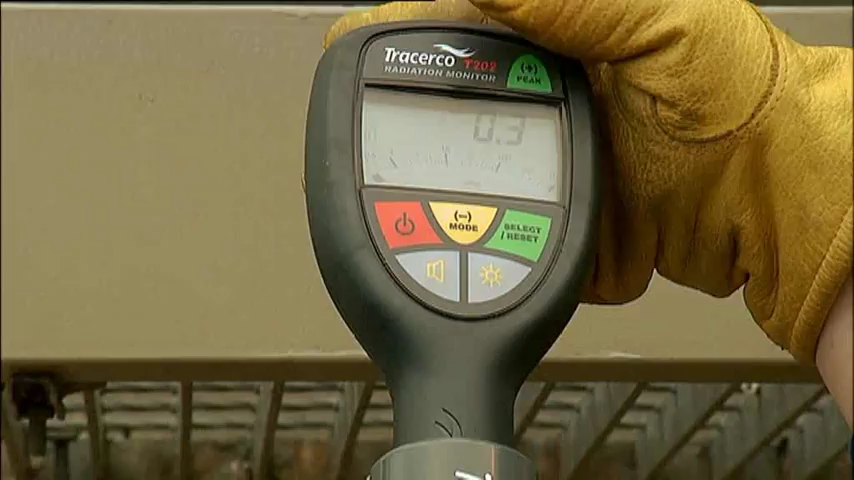 Tracerco T202
RADIATION MONITOR
(+)
PEAK
0.3
(-)
MODE
SELECT
/ RESET